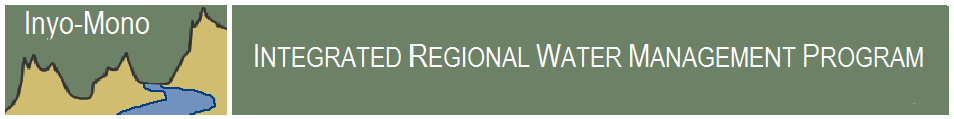 Inyo-Mono
INTEGRATED REGIONAL WATER MANAGEMENT PROGRAM